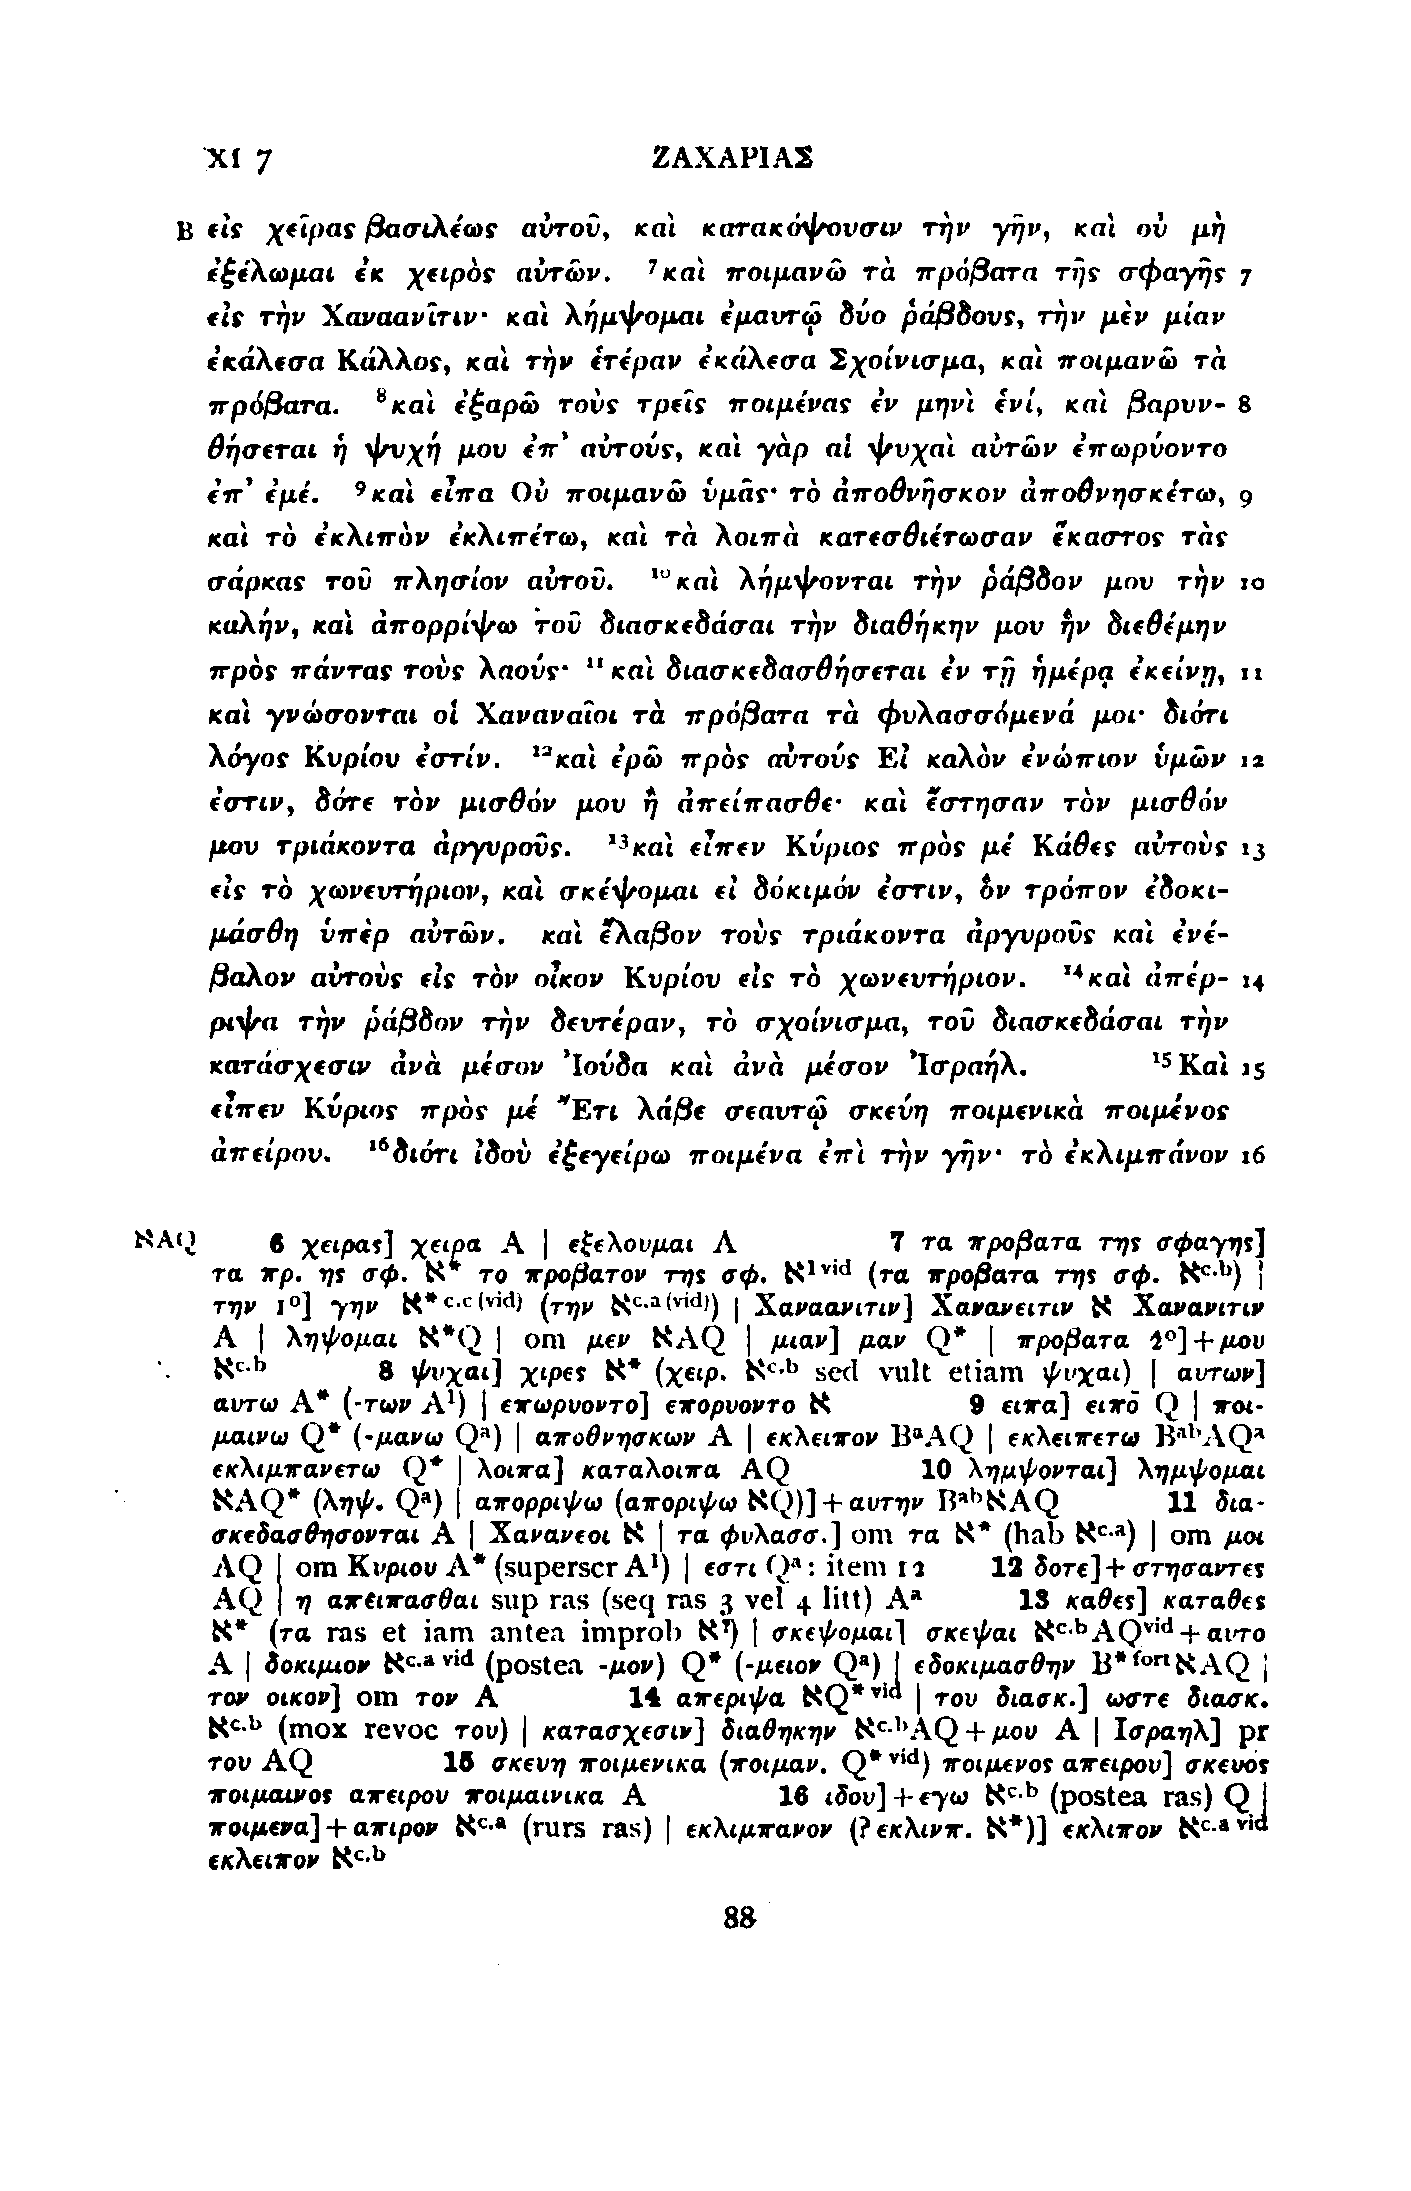 XI 7 ΖΑΧΑΡΙΑΣ
B εἰς χεῖρας βασιλέως αὐτοῦ, καὶ κατακόψουσιν τὴν γῆν, καὶ οὐ μὴ
ἐξέλωμαι ἐκ χειρὸς αὐτῶν. ⁷καὶ ποιμανῶ τὰ πρόβατα τῆς σφαγῆς 7
εἰς τὴν Χαναανῖτιν· καὶ λήμψομαι ἐμαυτῷ δύο ῥάβδους, τὴν μὲν μίαν
ἐκάλεσα Κάλλος, καὶ τὴν ἑτέραν ἐκάλεσα Σχοίνισμα, καὶ ποιμανῶ τὰ
πρόβατα. ⁸καὶ ἐξαρῶ τοὺς τρεῖς ποιμένας ἐν μηνὶ ἑνί, καὶ βαρυν- 8
θήσεται ἡ ψυχή μου ἐπ᾽ αὐτούς, καὶ γὰρ αἱ ψυχαὶ αὐτῶν ἐπωρύοντο
ἐπ᾽ ἐμέ. ⁹καὶ εἶπα Οὐ ποιμανῶ ὑμᾶς· τὸ ἀποθνῆσκον ἀποθνησκέτω, 9
καὶ τὸ ἐκλιπὸν ἐκλιπέτω, καὶ τὰ λοιπὰ κατεσθιέτωσαν ἕκαστος τὰς
σάρκας τοῦ πλησίον αὐτοῦ. ¹⁰καὶ λήμψονται τὴν ῥάβδον μου τὴν 10
καλήν, καὶ ἀπορρίψω τοῦ διασκεδάσαι τὴν διαθήκην μου ἣν διεθέμην
πρὸς πάντας τοὺς λαούς· ¹¹καὶ διασκεδασθήσεται ἐν τῇ ἡμέρᾳ ἐκείνῃ, 11
καὶ γνώσονται οἱ Χαναναῖοι τὰ πρόβατα τὰ φυλασσόμενά μοι· διότι
λόγος Κυρίου ἐστίν. ¹²καὶ ἐρῶ πρὸς αὐτούς Εἰ καλὸν ἐνώπιον ὑμῶν 12
ἐστιν, δότε τὸν μισθόν μου ἢ ἀπείπασθε· καὶ ἔστησαν τὸν μισθόν
μου τριάκοντα ἀργυροῦς. ¹³καὶ εἶπεν Κύριος πρὸς μέ Κάθες αὐτοὺς 13
εἰς τὸ χωνευτήριον, καὶ σκέψομαι εἰ δόκιμόν ἐστιν, ὃν τρόπον ἐδοκι-
μάσθη ὑπὲρ αὐτῶν. καὶ ἔλαβον τοὺς τριάκοντα ἀργυροῦς καὶ ἐνέ-
βαλον αὐτοὺς εἰς τὸν οἶκον Κυρίου εἰς τὸ χωνευτήριον. ¹⁴καὶ ἀπέρ- 14
ριψα τὴν ῥάβδον τὴν δευτέραν, τὸ σχοίνισμα, τοῦ διασκεδάσαι τὴν
κατάσχεσιν ἀνὰ μέσον Ἰούδα καὶ ἀνὰ μέσον Ἰσραήλ. ¹⁵Καὶ 15
εἶπεν Κύριος πρὸς μέ Ἔτι λάβε σεαυτῷ σκεύη ποιμενικὰ ποιμένος
ἀπείρου. ¹⁶διότι ἰδοὺ ἐξεγείρω ποιμένα ἐπὶ τὴν γῆν· τὸ ἐκλιμπάνον 16
ℵAQ 6 χειρας] χειρα A | εξελουμαι A 7 τα προβατα της σφαγης]
τα πρ. ης σφ. ℵ* το προβατον της σφ. ℵ¹ᵛⁱᵈ (τα προβατα της σφ. ℵᶜ·ᵇ) |
την 1°] γην ℵ* ᶜ·ᶜ⁽ᵛⁱᵈ⁾ (την ℵᶜ·ᵃ⁽ᵛⁱᵈ⁾) | Χαναανιτιν] Χανανειτιν ℵ Χανανιτιν
A | ληψομαι ℵ*Q | om μεν ℵAQ | μιαν] μαν Q* | προβατα 2°]+μου
ℵᶜ·ᵇ 8 ψυχαι] χιρες ℵ* (χειρ. ℵᶜ·ᵇ sed vult etiam ψυχαι) | αυτων]
αυτω A* (-των A¹) | επωρυοντο] επορυοντο ℵ 9 ειπα] ειπο̄ Q | ποι-
μαινω Q* (-μανω Qᵃ) | αποθνησκων A | εκλειπον BᵃAQ | εκλειπετω BᵃᵇAQᵃ
εκλιμπανετω Q* | λοιπα] καταλοιπα AQ 10 λημψονται] λημψομαι
ℵAQ* (ληψ. Qᵃ) | απορριψω (αποριψω ℵQ)]+αυτην BᵃᵇℵAQ 11 δια-
σκεδασθησονται A | Χανανεοι ℵ | τα φυλασσ.] om τα ℵ* (hab ℵᶜ·ᵃ) | om μοι
AQ | om Κυριου A* (superscr A¹) | εστι Qᵃ: item 12 12 δοτε]+στησαντες
AQ | η απειπασθαι sup ras (seq ras 3 vel 4 litt) Aᵃ 13 καθες] καταθες
ℵ* (τα ras et iam antea improb ℵ?) | σκεψομαι] σκεψαι ℵᶜ·ᵇAQᵛⁱᵈ+αυτο
A | δοκιμιον ℵᶜ·ᵃ ᵛⁱᵈ (postea -μον) Q* (-μειον Qᵃ) | εδοκιμασθην B*ᶠᵒʳᵗℵAQ |
τον οικον] om τον A 14 απεριψα ℵQ*ᵛⁱᵈ | του διασκ.] ωστε διασκ.
ℵᶜ·ᵇ (mox revoc του) | κατασχεσιν] διαθηκην ℵᶜ·ᵇAQ+μου A | Ισραηλ] pr
του AQ 15 σκευη ποιμενικα (ποιμαν. Q*ᵛⁱᵈ) ποιμενος απειρου] σκευος
ποιμαινος απειρου ποιμαινικα A 16 ιδου]+εγω ℵᶜ·ᵇ (postea ras) Q |
ποιμενα]+απιρον ℵᶜ·ᵃ (rurs ras) | εκλιμπανον (? εκλινπ. ℵ*)] εκλιπον ℵᶜ·ᵃ ᵛⁱᵈ
εκλειπον ℵᶜ·ᵇ
88